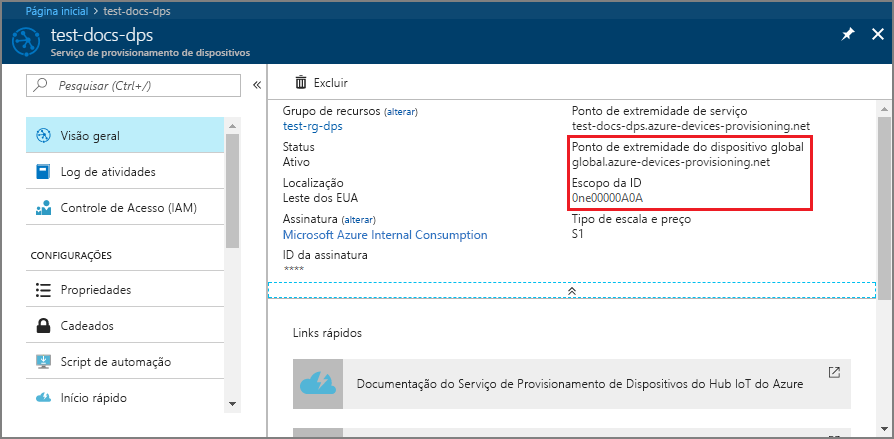 Página inicial > test-docs-dps
test-docs-dps
Serviço de provisionamento de dispositivos
Pesquisar (Ctrl+/)
Visão geral
Log de atividades
Controle de Acesso (IAM)
CONFIGURAÇÕES
Propriedades
Cadeados
Script de automação
Início rápido
Excluir
Grupo de recursos (alterar)
test-rg-dps
Status
Ativo
Localização
Leste dos EUA
Assinatura (alterar)
Microsoft Azure Internal Consumption
ID da assinatura
****
Ponto de extremidade de serviço
test-docs-dps.azure-devices-provisioning.net
Ponto de extremidade do dispositivo global
global.azure-devices-provisioning.net
Escopo da ID
0ne00000A0A
Tipo de escala e preço
S1
Links rápidos
Documentação do Serviço de Provisionamento de Dispositivos do Hub IoT do Azure